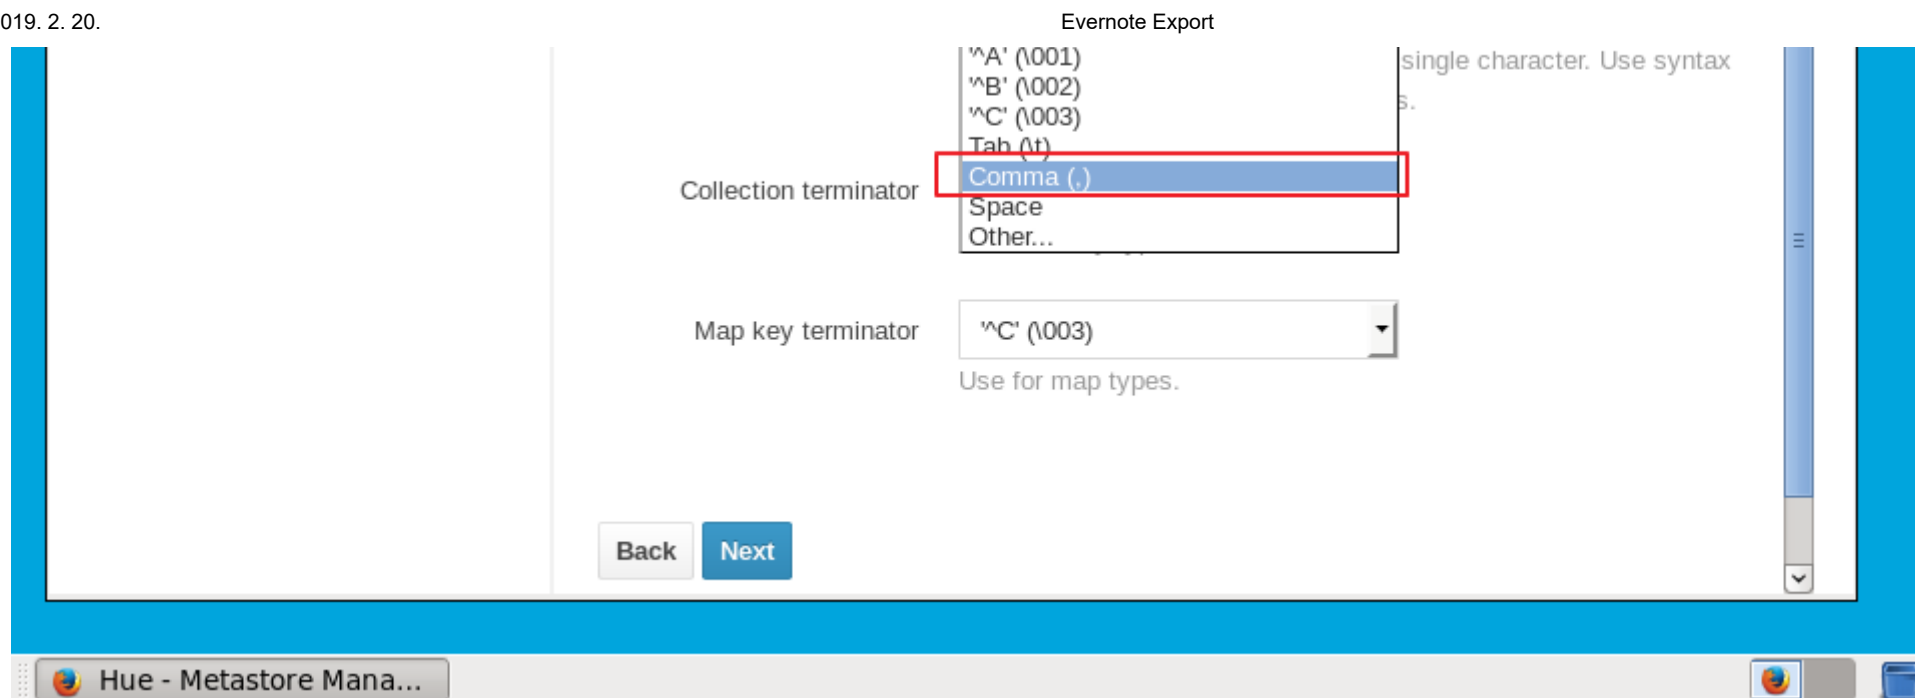 019. 2. 20.
Evernote Export
'^A' (\001)
single character. Use syntax
'^B' (\002)
s.
'^C' (\003)
Tab (\t)
Collection terminator
Comma (,)
Space
Other...
Map key terminator
'^C' (\003)
Use for map types.
Back
Next
Hue - Metastore Mana...